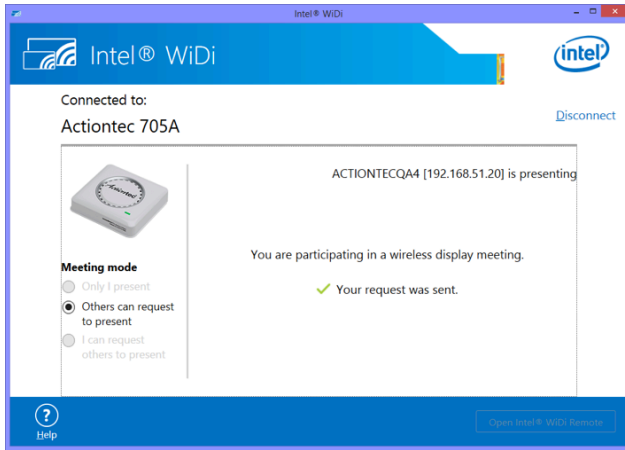 Intel® WiDi
Intel® WiDi
intel
Connected to:
Actiontec 705A
Disconnect
Actiontec
ACTIONTECQA4 [192.168.51.20] is presenting
You are participating in a wireless display meeting.
Your request was sent.
Meeting mode
Only I present
Others can request
to present
I can request
others to present
?
Help
Open Intel® WiDi Remote